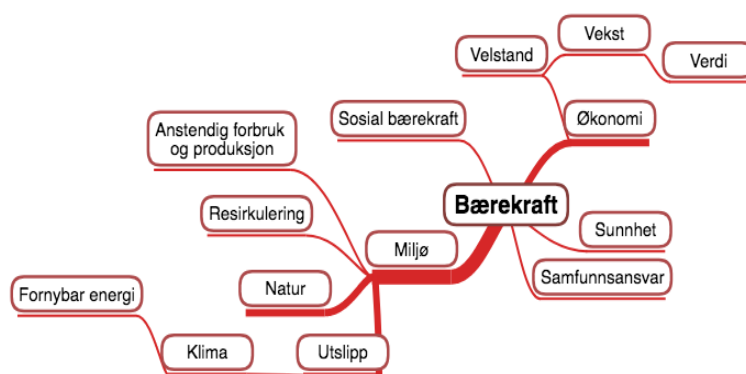 Vekst
Velstand
Verdi
Anstendig forbruk
og produksjon
Sosial bærekraft
Økonomi
Bærekraft
Resirkulering
Sunnhet
Miljø
Samfunnsansvar
Natur
Fornybar energi
Klima
Utslipp